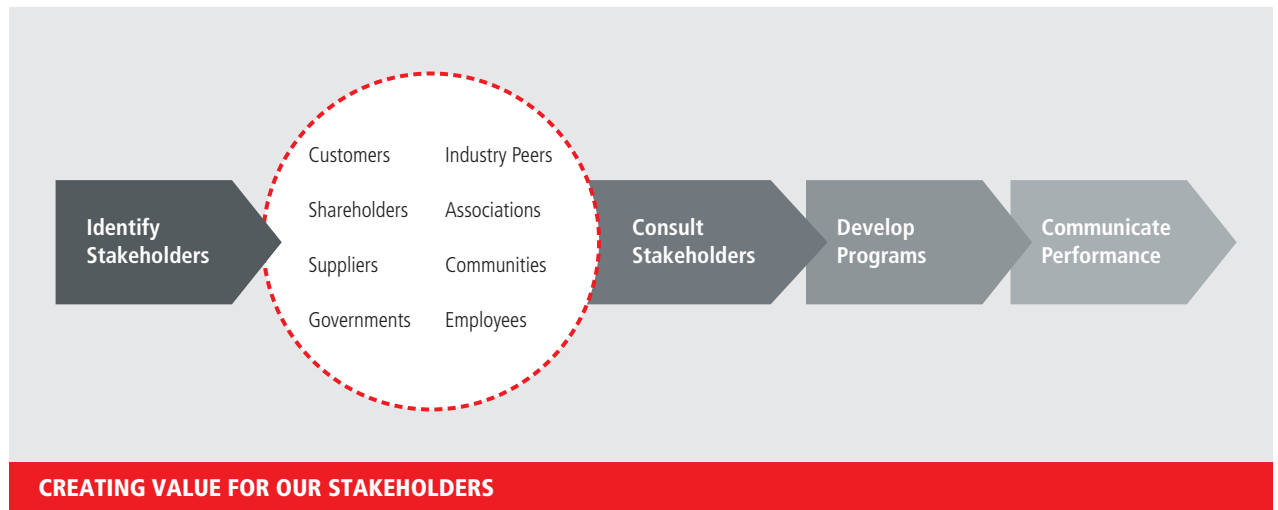 Identify
Stakeholders
Customers
Shareholders
Suppliers
Governments
Industry Peers
Associations
Communities
Employees
Consult
Stakeholders
Develop
Programs
Communicate
Performance
CREATING VALUE FOR OUR STAKEHOLDERS